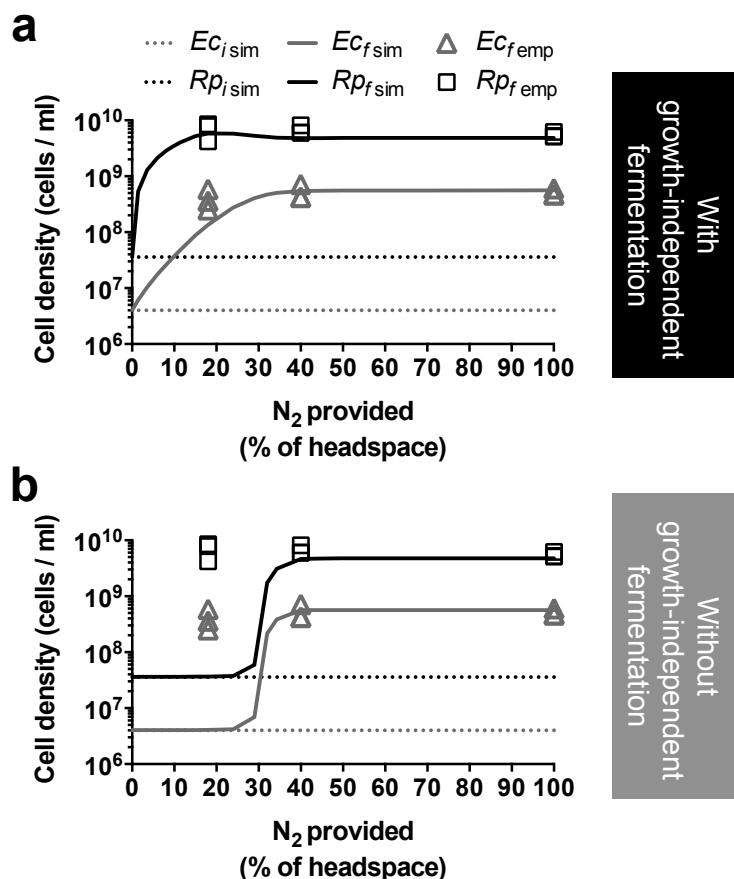 a
Ec i sim Ec f sim Ec f emp
Rp i sim Rp f sim Rp f emp
Cell density (cells / ml)
10^10
10^9
10^8
10^7
10^6
0 10 20 30 40 50 60 70 80 90 100
N2 provided
(% of headspace)
With
growth-independent
fermentation
b
Cell density (cells / ml)
10^10
10^9
10^8
10^7
10^6
0 10 20 30 40 50 60 70 80 90 100
N2 provided
(% of headspace)
Without
growth-independent
fermentation